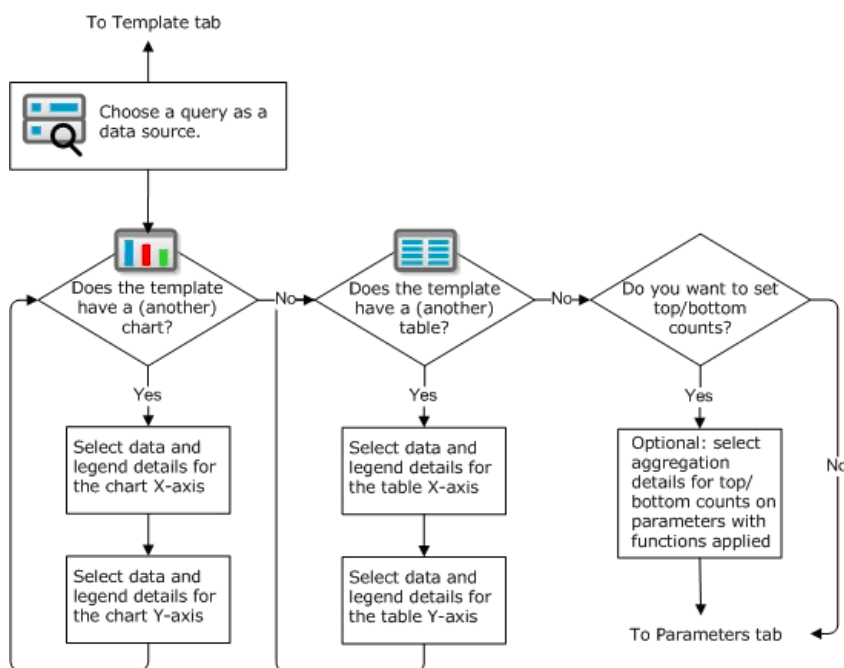 To Template tab
Choose a query as a
data source.
Does the template
have a (another)
chart?
No
Does the template
have a (another)
table?
No
Do you want to set
top/bottom
counts?
Yes
Yes
Yes
Select data and
legend details for
the chart X-axis
Select data and
legend details for
the table X-axis
Optional: select
aggregation
details for top/
bottom counts on
parameters with
functions applied
No
Select data and
legend details for
the chart Y-axis
Select data and
legend details for
the table Y-axis
To Parameters tab